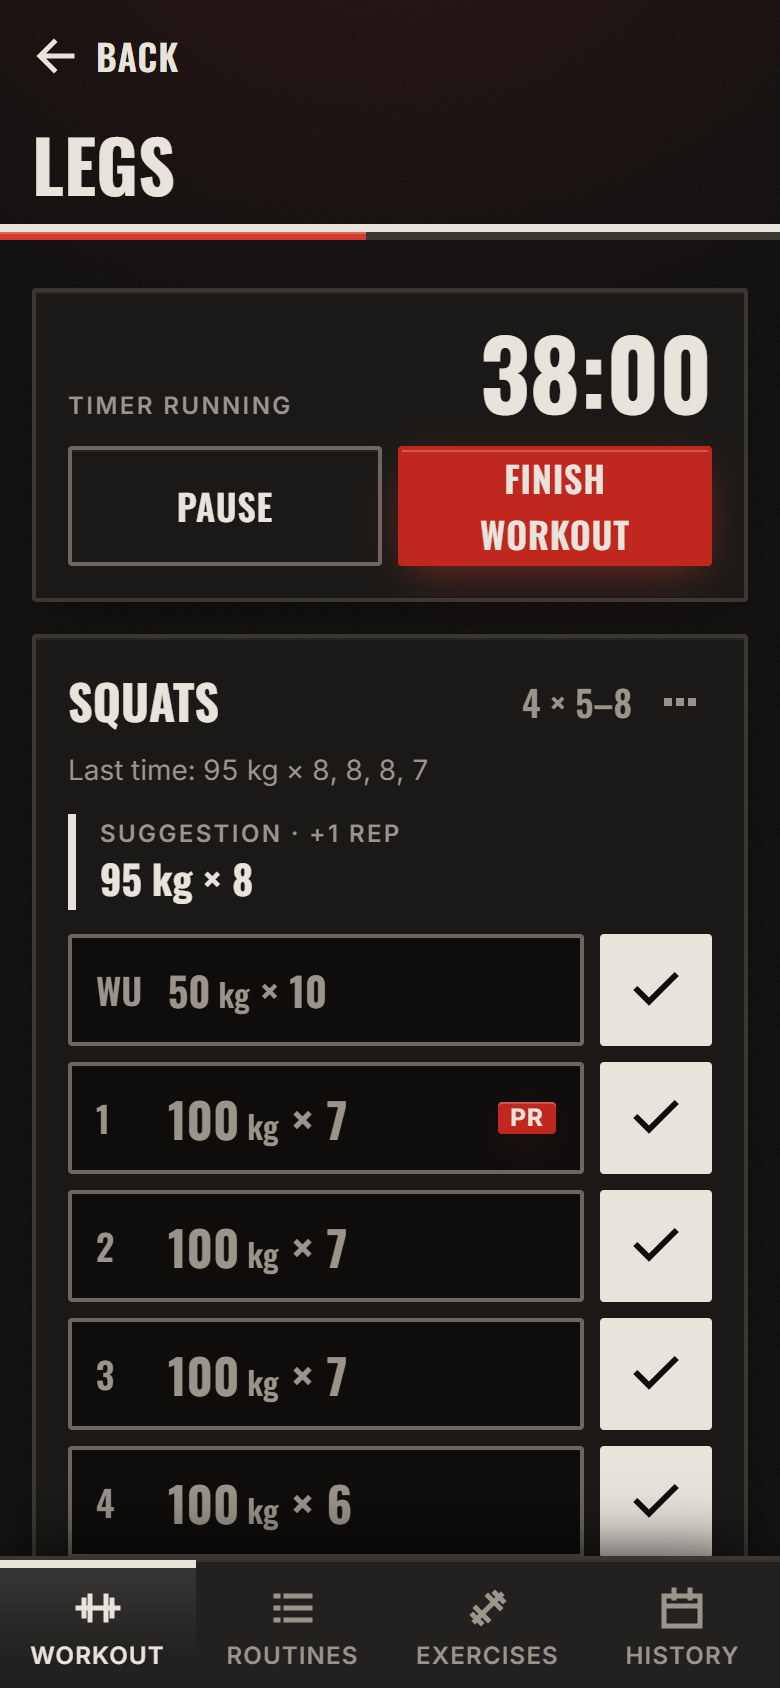 BACK
LEGS
38:00
TIMER RUNNING
PAUSE
FINISH
WORKOUT
SQUATS 4 × 5–8
Last time: 95 kg × 8, 8, 8, 7
SUGGESTION · +1 REP
95 kg × 8
WU 50 kg × 10
1 100 kg × 7 PR
2 100 kg × 7
3 100 kg × 7
4 100 kg × 6
WORKOUT ROUTINES EXERCISES HISTORY